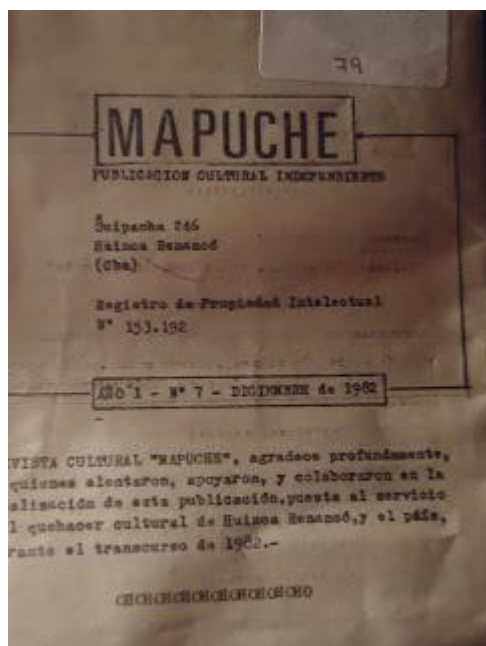 79
MAPUCHE
PUBLICACION CULTURAL INDEPENDIENTE
Suipacha 246
Huinca Renancó
(Cba)
Registro de Propiedad Intelectual
N° 153.192
AÑO 1 - N° 7 - DICIEMBRE de 1982
VISTA CULTURAL "MAPUCHE", agradece profundamente,
quienes alentaron, apoyaron, y colaboraron en la
alización de esta publicación,puesta al servicio
l quehacer cultural de Huinca Renancó,y el país,
rante el transcurso de 1982.-